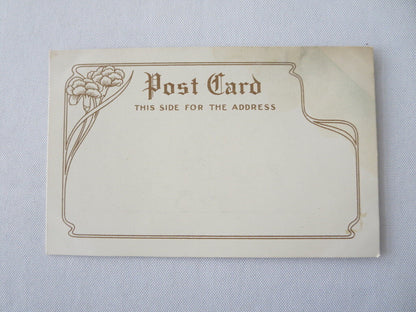 Post Card
THIS SIDE FOR THE ADDRESS